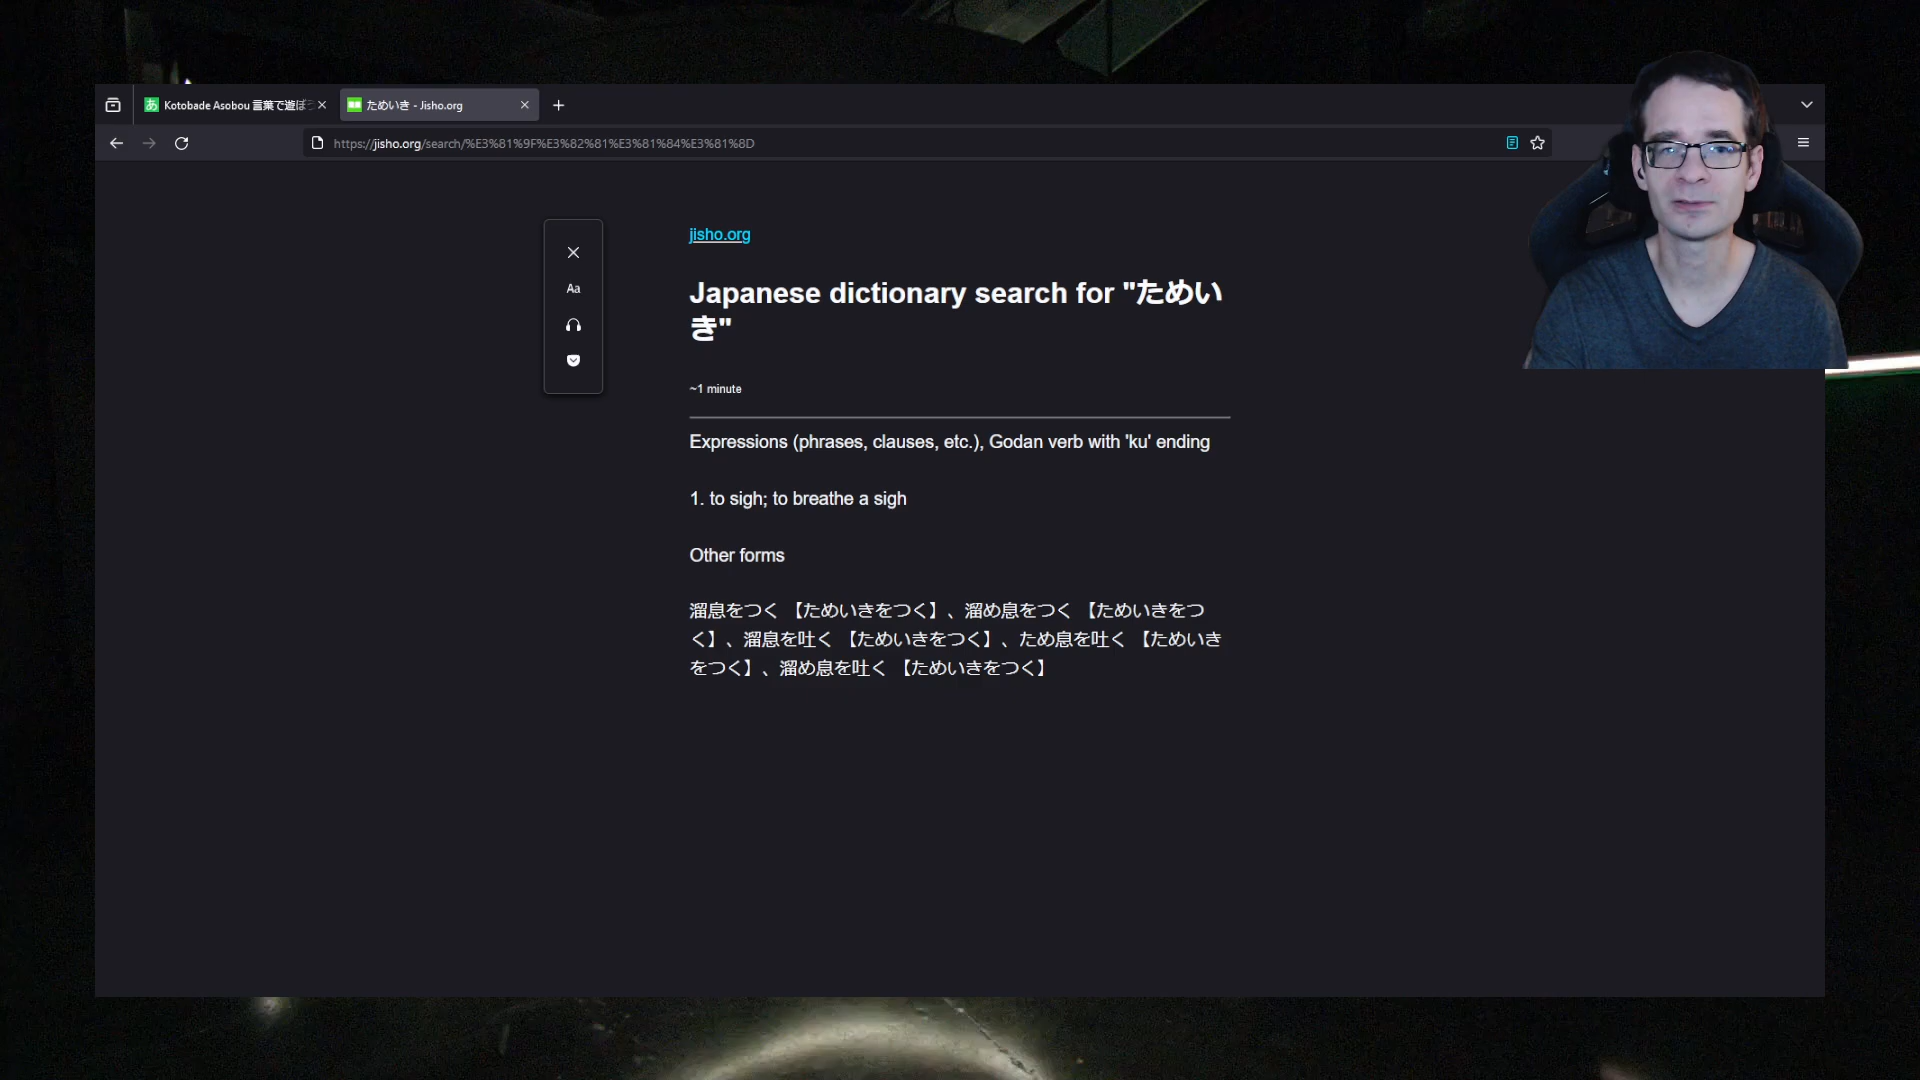 Kotobade Asobou 言葉で遊ぼ
ためいき - Jisho.org
https://jisho.org/search/%E3%81%9F%E3%82%81%E3%81%84%E3%81%8D
jisho.org
Aa
Japanese dictionary search for "ためい
き"
~1 minute
Expressions (phrases, clauses, etc.), Godan verb with 'ku' ending
1. to sigh; to breathe a sigh
Other forms
溜息をつく 【ためいきをつく】、溜め息をつく 【ためいきをつ
く】、溜息を吐く 【ためいきをつく】、ため息を吐く 【ためいき
をつく】、溜め息を吐く 【ためいきをつく】